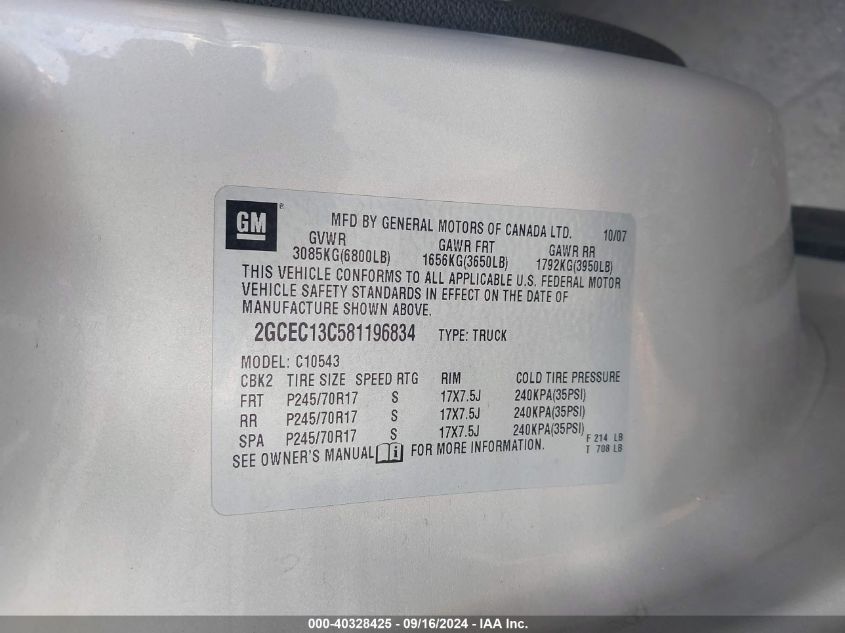 GM ®
MFD BY GENERAL MOTORS OF CANADA LTD. 10/07
GVWR GAWR FRT GAWR RR
3085KG(6800LB) 1656KG(3650LB) 1792KG(3950LB)
THIS VEHICLE CONFORMS TO ALL APPLICABLE U.S. FEDERAL MOTOR
VEHICLE SAFETY STANDARDS IN EFFECT ON THE DATE OF
MANUFACTURE SHOWN ABOVE.
2GCEC13C581196834 TYPE: TRUCK
MODEL: C10543
CBK2 TIRE SIZE SPEED RTG RIM COLD TIRE PRESSURE
FRT P245/70R17 S 17X7.5J 240KPA(35PSI)
RR P245/70R17 S 17X7.5J 240KPA(35PSI)
SPA P245/70R17 S 17X7.5J 240KPA(35PSI)
F 214 LB
SEE OWNER'S MANUAL i FOR MORE INFORMATION. T 708 LB
000-40328425 - 09/16/2024 - IAA Inc.